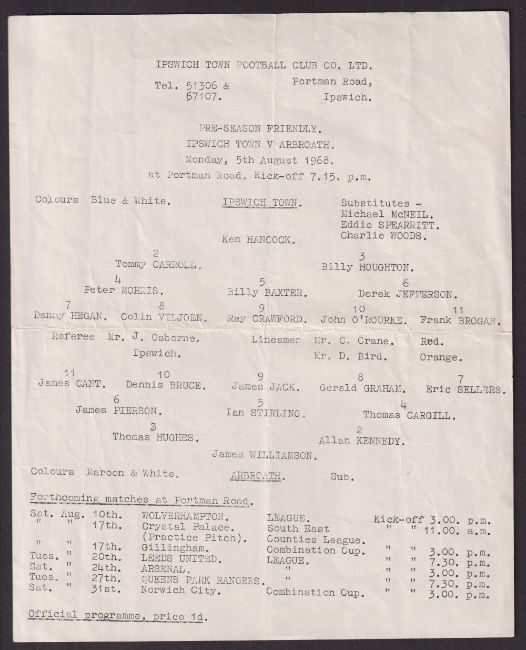 IPSWICH TOWN FOOTBALL CLUB CO. LTD.
Tel. 51306 & Portman Road,
57107. Ipswich.
PRE-SEASON FRIENDLY.
IPSWICH TOWN V ARBROATH.
Monday, 5th August 1968.
at Portman Road. Kick-off 7.15. p.m.
Colours Blue & White. IPSWICH TOWN. Substitutes -
Michael McNEIL.
Eddie SPEARRITT.
Charlie WOODS.
Ken HANCOCK.
2 3
Tommy CARROLL. Billy HOUGHTON.
4 5 6
Peter MORRIS. Billy BAXTER. Derek JEFFERSON.
7 8 9 10 11
Danny HEGAN. Colin VILJOEN. Ray CRAWFORD. John O'ROURKE. Frank BROGAN.
Referee Mr. J. Osborne. Linesmen Mr. C. Crane. Red.
Ipswich. Mr. D. Bird. Orange.
11 10 9 8 7
James CANT. Dennis BRUCE. James JACK. Gerald GRAHAM. Eric SELLERS.
6 5 4
James PIERSON. Ian STIRLING. Thomas CARGILL.
3 2
Thomas HUGHES. Allan KENNEDY.
James WILLIAMSON.
Colours Maroon & White. ARBROATH. Sub.
Forthcoming matches at Portman Road.
Sat. Aug. 10th. WOLVERHAMPTON. LEAGUE. Kick-off 3.00. p.m.
" " 17th. Crystal Palace. South East " " 11.00. a.m.
(Practice Pitch). Counties League.
" " 17th. Gillingham. Combination Cup. " " 3.00. p.m.
Tues. " 20th. LEEDS UNITED. LEAGUE. " " 7.30. p.m.
Sat. " 24th. ARSENAL. " " " 3.00. p.m.
Tues. " 27th. QUEENS PARK RANGERS. " " " 7.30. p.m.
Sat. " 31st. Norwich City. Combination Cup. " " 3.00. p.m.
Official programme, price 1d.